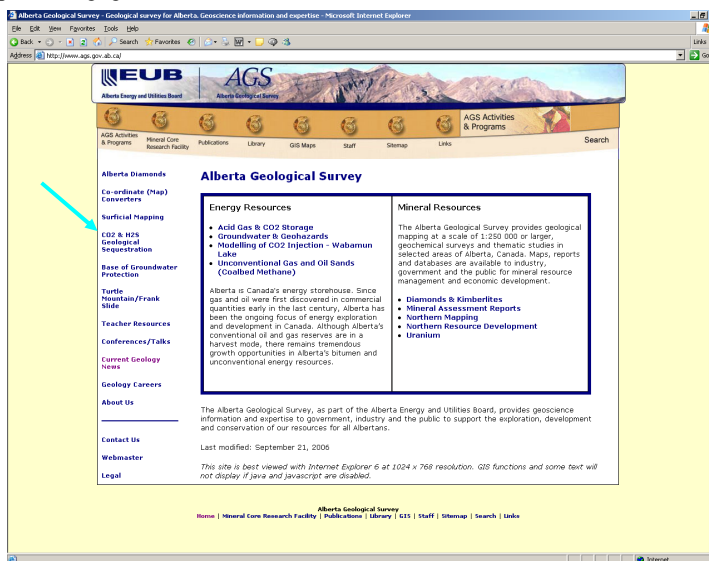 Alberta Geological Survey - Geological survey for Alberta. Geoscience information and expertise - Microsoft Internet Explorer
File Edit View Favorites Tools Help
Back Search Favorites
Links
Address http://www.ags.gov.ab.ca/ Go
EUB AGS
Alberta Energy and Utilities Board Alberta Geological Survey
AGS Activities
& Programs
AGS Activities
& Programs
Mineral Core
Research Facility
Publications Library GIS Maps Staff Sitemap Links Search
Alberta Diamonds
Co-ordinate (Map)
Converters
Surficial Mapping
CO2 & H2S
Geological
Sequestration
Base of Groundwater
Protection
Turtle
Mountain/Frank
Slide
Teacher Resources
Conferences/Talks
Current Geology
News
Geology Careers
About Us
Contact Us
Webmaster
Legal
Alberta Geological Survey
Energy Resources
• Acid Gas & CO2 Storage
• Groundwater & Geohazards
• Modelling of CO2 Injection - Wabamun
Lake
• Unconventional Gas and Oil Sands
(Coalbed Methane)
Alberta is Canada's energy storehouse. Since
gas and oil were first discovered in commercial
quantities early in the last century, Alberta has
been the ongoing focus of energy exploration
and development in Canada. Although Alberta's
conventional oil and gas reserves are in a
harvest mode, there remains tremendous
growth opportunities in Alberta's bitumen and
unconventional energy resources.
Mineral Resources
The Alberta Geological Survey provides geological
mapping at a scale of 1:250 000 or larger,
geochemical surveys and thematic studies in
selected areas of Alberta, Canada. Maps, reports
and databases are available to industry,
government and the public for mineral resource
management and economic development.
• Diamonds & Kimberlites
• Mineral Assessment Reports
• Northern Mapping
• Northern Resource Development
• Uranium
The Alberta Geological Survey, as part of the Alberta Energy and Utilities Board, provides geoscience
information and expertise to government, industry and the public to support the exploration, development
and conservation of our resources for all Albertans.
Last modified: September 21, 2006
This site is best viewed with Internet Explorer 6 at 1024 x 768 resolution. GIS functions and some text will
not display if java and javascript are disabled.
Alberta Geological Survey
Home | Mineral Core Research Facility | Publications | Library | GIS | Staff | Sitemap | Search | Links
Internet